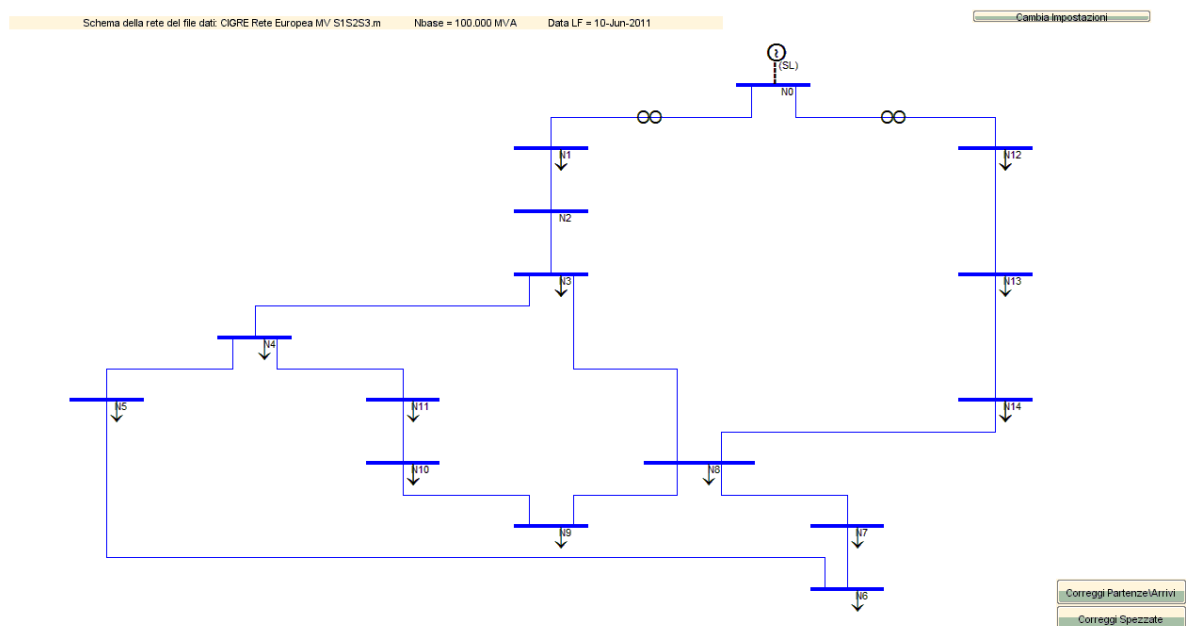 Schema della rete del file dati: CIGRE Rete Europea MV S1S2S3.m Nbase = 100.000 MVA Data LF = 10-Jun-2011
Cambia Impostazioni
(SL)
N0
N1
N12
N2
N3
N13
N4
N5
N11
N14
N10
N8
N9
N7
N6
Correggi Partenze\Arrivi
Correggi Spezzate